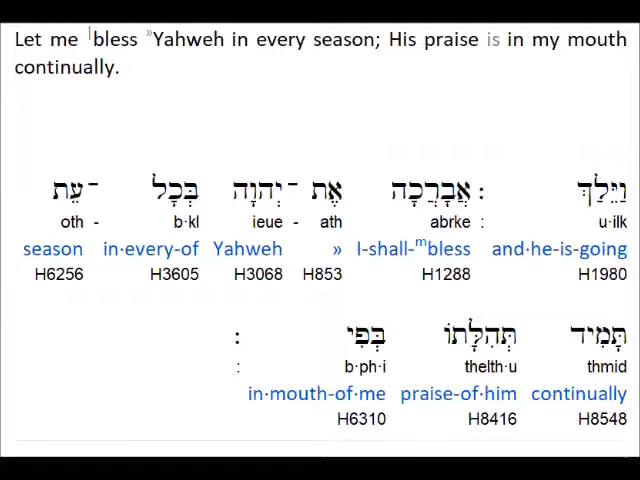 Let me lbless »Yahweh in every season; His praise is in my mouth
continually.
וַיֵּלַךְ : אֲבָרֲכָה אֶת ־ יְהוָה בְּכָל ־ עֵת
oth - b·kl ieue - ath abrke : u·ilk
season in·every-of Yahweh » I-shall-mbless and·he-is-going
H6256 H3605 H3068 H853 H1288 H1980
תָּמִיד תְּהִלָּתוֹ בְּפִי :
: b·ph·i thelth·u thmid
in·mouth-of·me praise-of·him continually
H6310 H8416 H8548